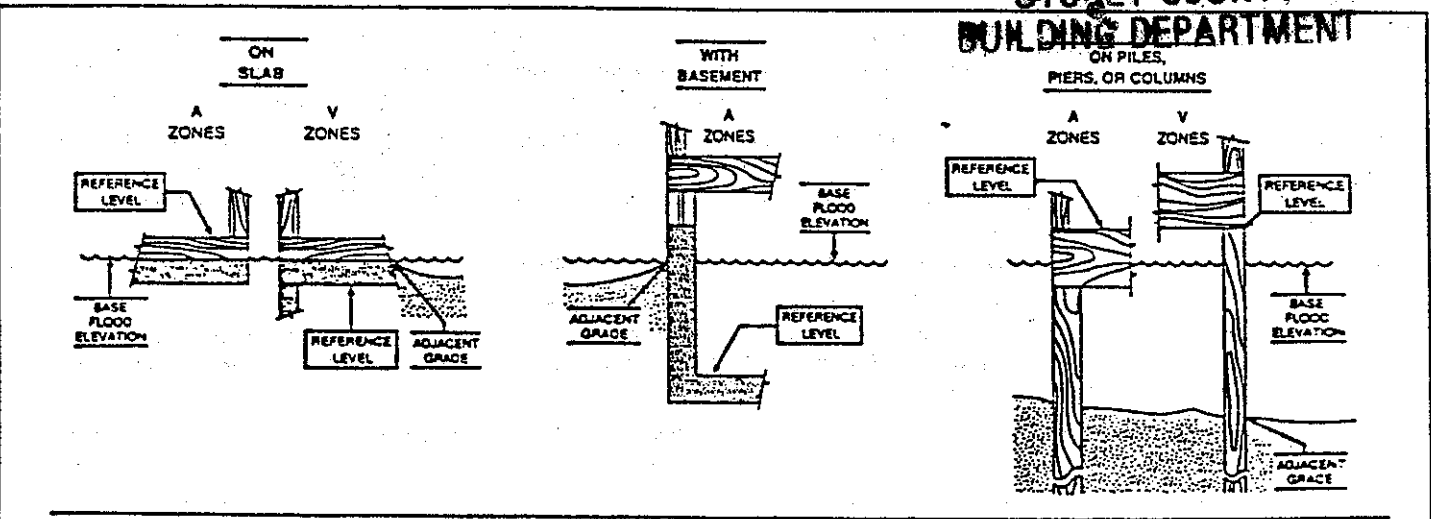 BUILDING DEPARTMENT
ON
SLAB
A
ZONES
V
ZONES
REFERENCE
LEVEL
BASE
FLOOD
ELEVATION
REFERENCE
LEVEL
ADJACENT
GRADE
WITH
BASEMENT
A
ZONES
BASE
FLOOD
ELEVATION
ADJACENT
GRADE
REFERENCE
LEVEL
ON PILES,
PIERS, OR COLUMNS
A
ZONES
V
ZONES
REFERENCE
LEVEL
REFERENCE
LEVEL
BASE
FLOOD
ELEVATION
ADJACENT
GRADE